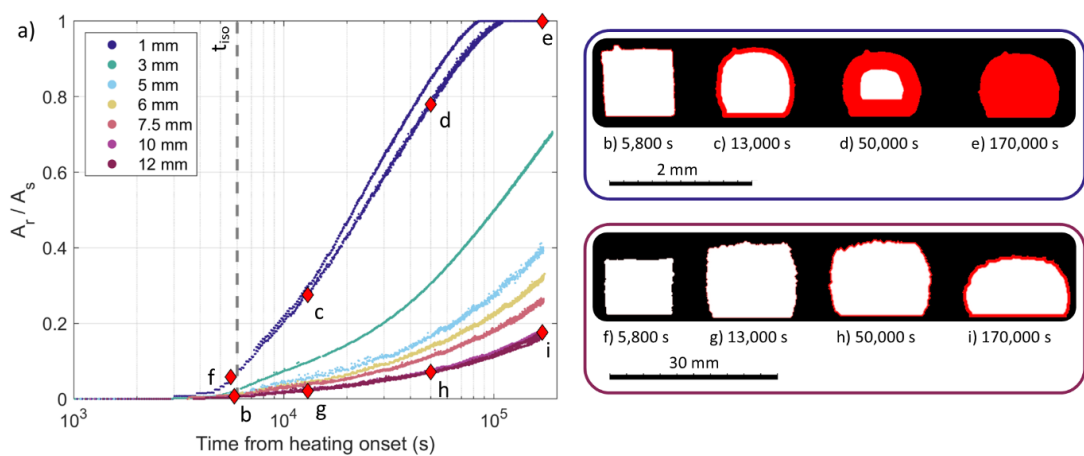 a)
1
0.8
0.6
0.4
0.2
0
A_r / A_s
1 mm
3 mm
5 mm
6 mm
7.5 mm
10 mm
12 mm
t_iso
e
d
c
f
b
g
h
i
10^3
10^4
10^5
Time from heating onset (s)
b) 5,800 s
c) 13,000 s
d) 50,000 s
e) 170,000 s
2 mm
f) 5,800 s
g) 13,000 s
h) 50,000 s
i) 170,000 s
30 mm